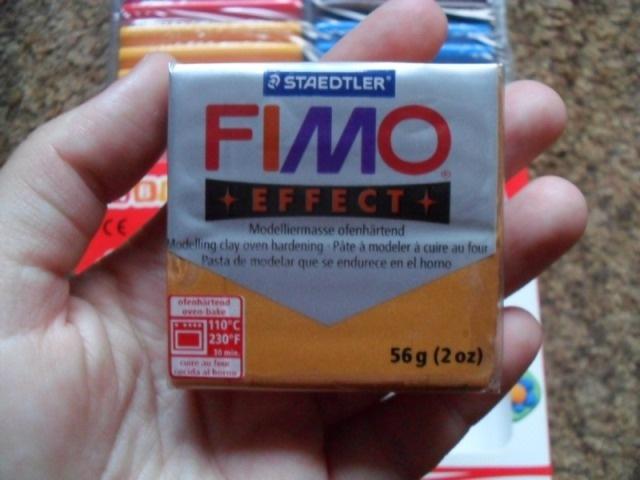 STAEDTLER®
FIMO®
EFFECT
Modelliermasse ofenhärtend
Modelling clay oven hardening · Pâte à modeler à cuire au four
Pasta de modelar que se endurece en el horno
ofenhärtend
oven-bake
110°C
230°F
30 min.
cuire au four
cocida al horno
56 g (2 oz)
CE